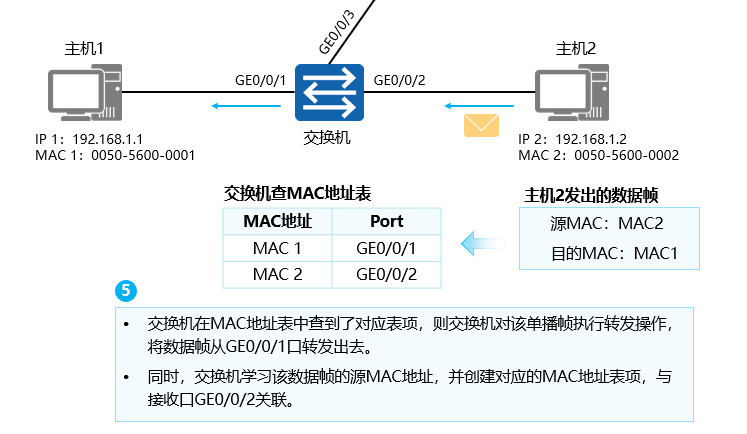 GE0/0/3
主机1
主机2
GE0/0/1
GE0/0/2
交换机
IP 1：192.168.1.1
MAC 1：0050-5600-0001
IP 2：192.168.1.2
MAC 2：0050-5600-0002
交换机查MAC地址表
MAC地址 Port
MAC 1 GE0/0/1
MAC 2 GE0/0/2
主机2发出的数据帧
源MAC：MAC2
目的MAC：MAC1
5
• 交换机在MAC地址表中查到了对应表项，则交换机对该单播帧执行转发操作，
将数据帧从GE0/0/1口转发出去。
• 同时，交换机学习该数据帧的源MAC地址，并创建对应的MAC地址表项，与
接收口GE0/0/2关联。